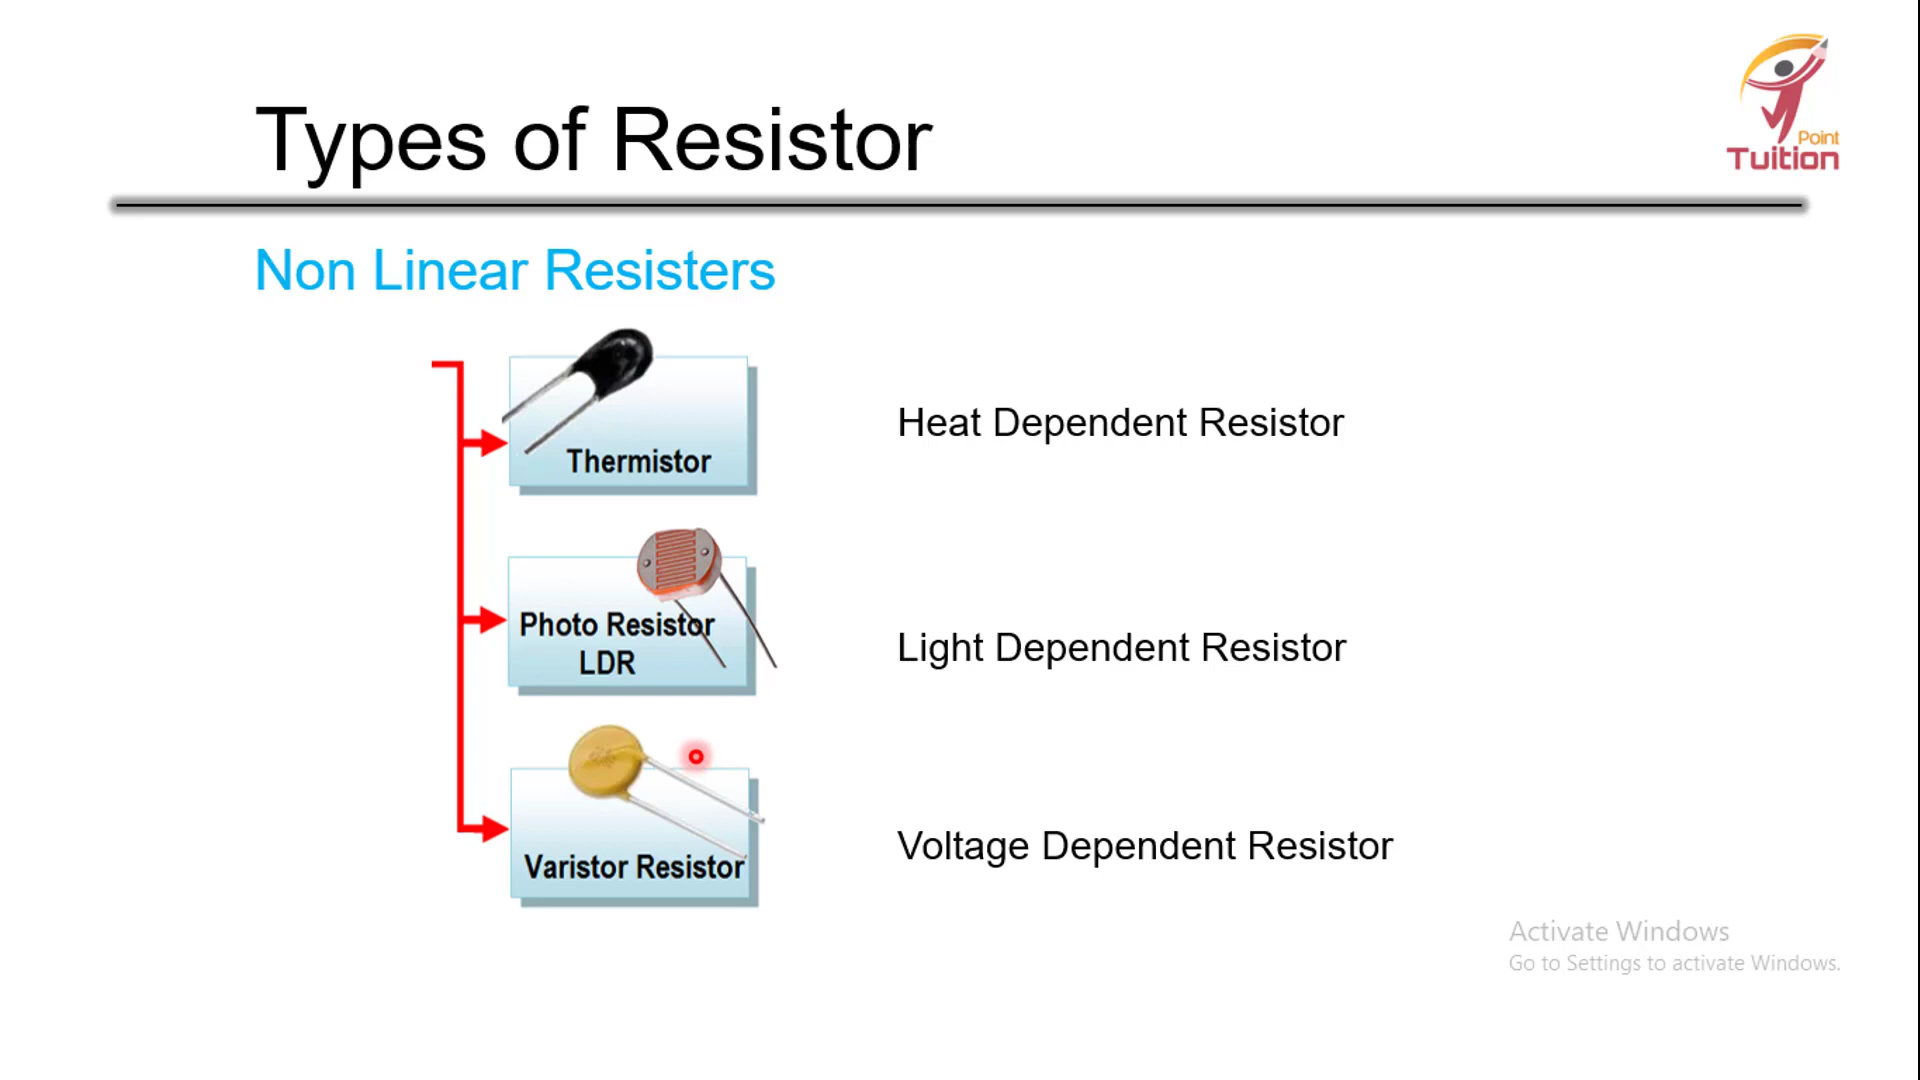 Types of Resistor
Point
Tuition
Non Linear Resisters
Thermistor
Heat Dependent Resistor
Photo Resistor
LDR
Light Dependent Resistor
Varistor Resistor
Voltage Dependent Resistor
Activate Windows
Go to Settings to activate Windows.